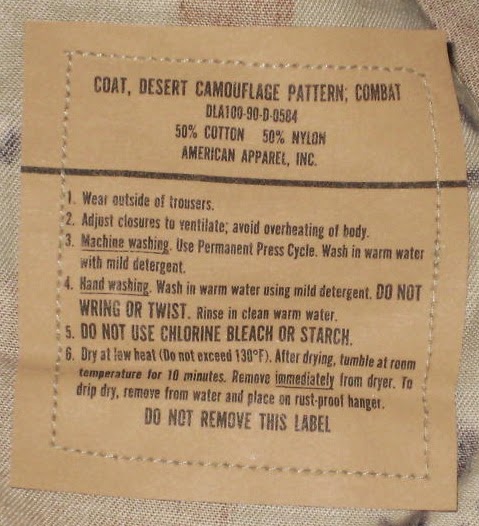 COAT, DESERT CAMOUFLAGE PATTERN; COMBAT
DLA100-90-D-0504
50% COTTON 50% NYLON
AMERICAN APPAREL, INC.
1. Wear outside of trousers.
2. Adjust closures to ventilate; avoid overheating of body.
3. Machine washing. Use Permanent Press Cycle. Wash in warm water
with mild detergent.
4. Hand washing. Wash in warm water using mild detergent. DO NOT
WRING OR TWIST. Rinse in clean warm water.
5. DO NOT USE CHLORINE BLEACH OR STARCH.
6. Dry at low heat (Do not exceed 130°F). After drying, tumble at room
temperature for 10 minutes. Remove immediately from dryer. To
drip dry, remove from water and place on rust-proof hanger.
DO NOT REMOVE THIS LABEL